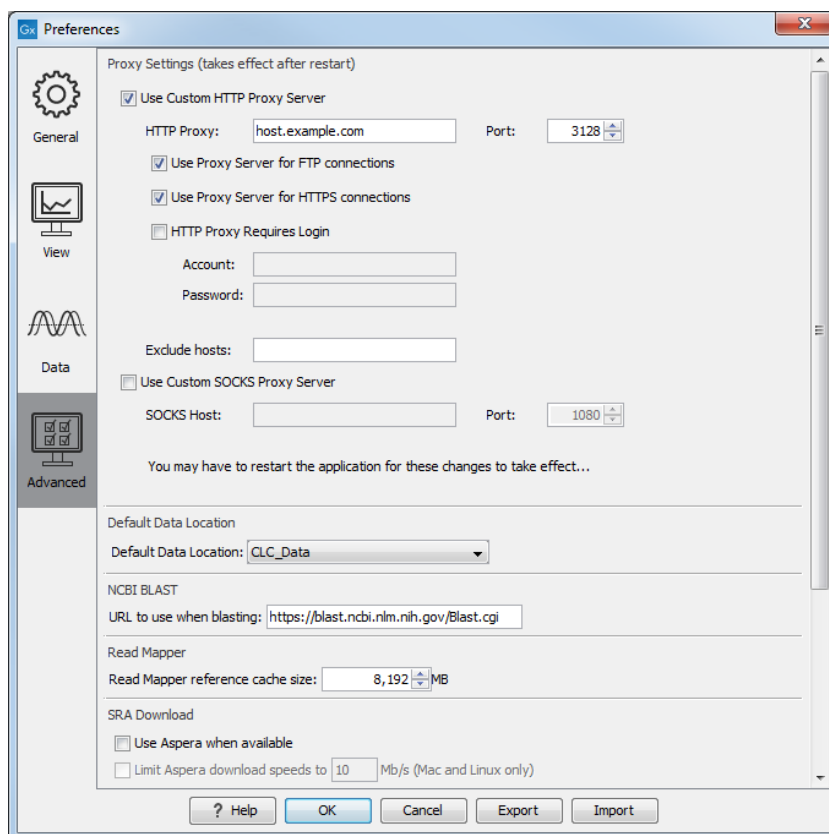 Gx Preferences
Proxy Settings (takes effect after restart)
Use Custom HTTP Proxy Server
General
HTTP Proxy: host.example.com Port: 3128
Use Proxy Server for FTP connections
Use Proxy Server for HTTPS connections
View
HTTP Proxy Requires Login
Account:
Password:
Data
Exclude hosts:
Use Custom SOCKS Proxy Server
SOCKS Host: Port: 1080
Advanced
You may have to restart the application for these changes to take effect...
Default Data Location
Default Data Location: CLC_Data
NCBI BLAST
URL to use when blasting: https://blast.ncbi.nlm.nih.gov/Blast.cgi
Read Mapper
Read Mapper reference cache size: 8,192 MB
SRA Download
Use Aspera when available
Limit Aspera download speeds to 10 Mb/s (Mac and Linux only)
? Help OK Cancel Export Import